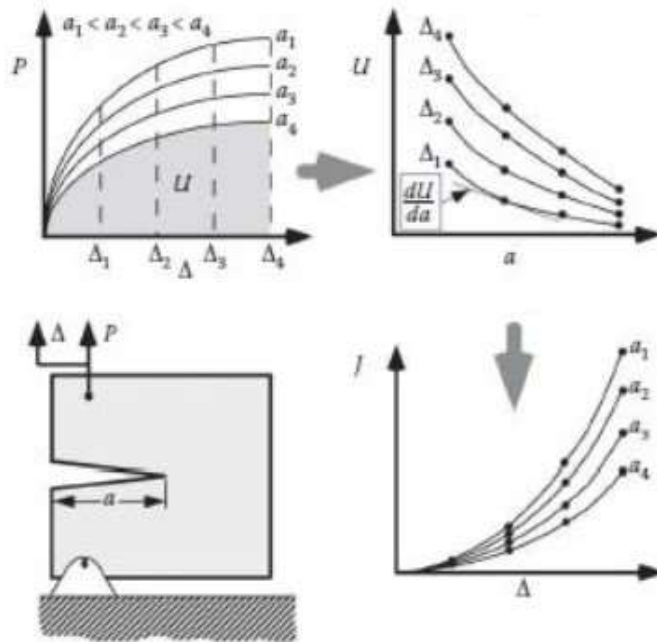 a₁ < a₂ < a₃ < a₄
P
a₁
a₂
a₃
a₄
U
Δ₁ Δ₂ Δ₃ Δ₄
Δ
U
Δ₄
Δ₃
Δ₂
Δ₁
dU
da
a
Δ P
a
J
a₁
a₂
a₃
a₄
Δ